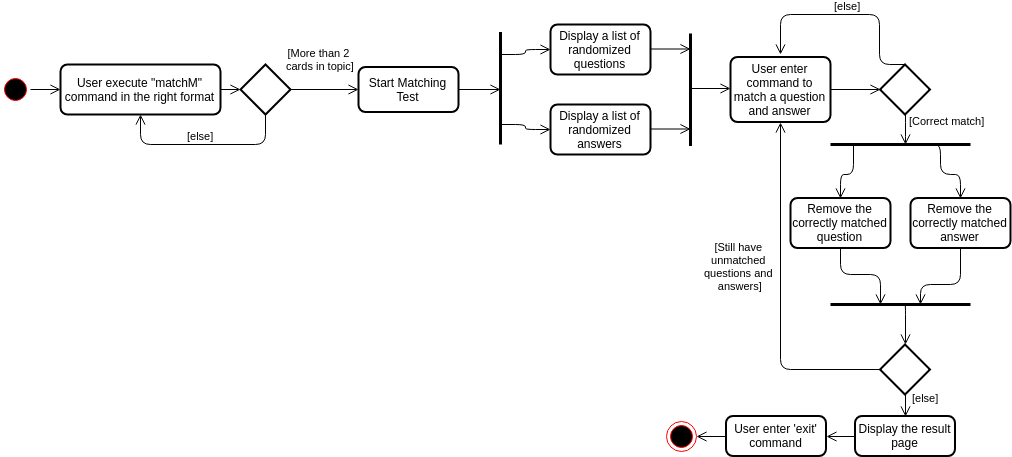 User execute "matchM"
command in the right format
[else]
[More than 2
cards in topic]
Start Matching
Test
Display a list of
randomized
questions
Display a list of
randomized
answers
User enter
command to
match a question
and answer
[else]
[Correct match]
Remove the
correctly matched
question
Remove the
correctly matched
answer
[Still have
unmatched
questions and
answers]
[else]
Display the result
page
User enter 'exit'
command